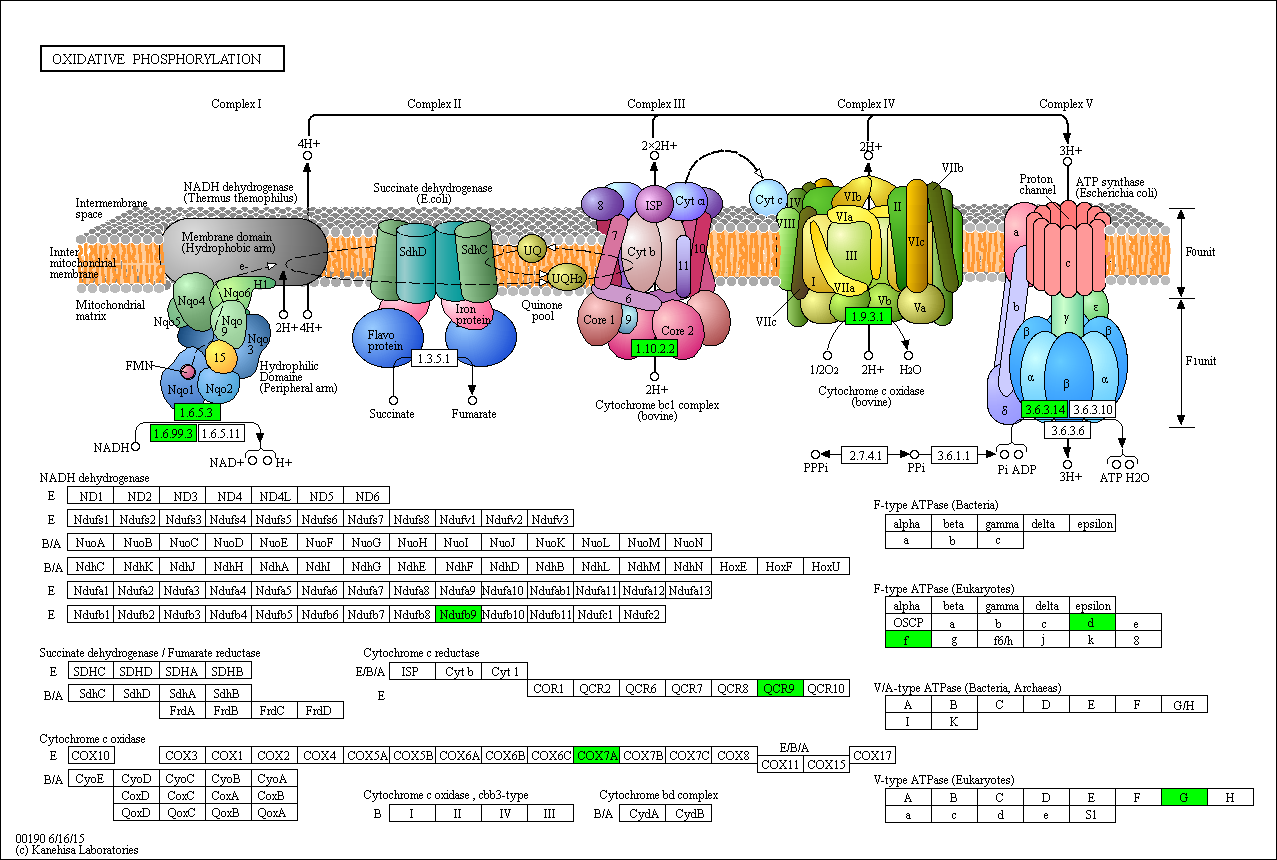 OXIDATIVE PHOSPHORYLATION
Complex I
Complex II
Complex III
Complex IV
Complex V
4H+
2×2H+
2H+
3H+
NADH dehydrogenase
(Thermus themophilus)
Succinate dehydrogenase
(E.coli)
Proton
channel
ATP synthase
(Escherichia coli)
VIIb
Intermembrane
space
Innter
mitochondrial
membrane
Mitochondrial
matrix
Membrane domain
(Hydrophobic arm)
e-
H1
Nqo4
Nqo6
Nqo5
Nqo
9
Nqo
3
15
FMN
Nqo1
Nqo2
2H+
4H+
Hydrophilic
Domaine
(Peripheral arm)
1.6.5.3
1.6.99.3
1.6.5.11
NADH
NAD+
H+
SdhD
SdhC
Flavo
protein
Iron
protein
1.3.5.1
Succinate
Fumarate
UQ
UQH2
Quinone
pool
8
ISP
Cyt c1
7
Cyt b
10
11
6
Core 1
9
Core 2
1.10.2.2
2H+
Cytochrome bc1 complex
(bovine)
Cyt c
IV
VIb
II
VIII
VIa
VIc
III
I
VIIa
VIIc
Vb
Va
1.9.3.1
1/2O2
2H+
H2O
Cytochrome c oxidase
(bovine)
a
c
b
γ
ε
β
β
α
β
α
δ
F0unit
F1unit
3.6.3.14
3.6.3.10
3.6.3.6
PPPi
2.7.4.1
PPi
3.6.1.1
Pi ADP
3H+
ATP H2O
NADH dehydrogenase
E ND1 ND2 ND3 ND4 ND4L ND5 ND6
E Ndufs1 Ndufs2 Ndufs3 Ndufs4 Ndufs5 Ndufs6 Ndufs7 Ndufs8 Ndufv1 Ndufv2 Ndufv3
B/A NuoA NuoB NuoC NuoD NuoE NuoF NuoG NuoH NuoI NuoJ NuoK NuoL NuoM NuoN
B/A NdhC NdhK NdhJ NdhH NdhA NdhI NdhG NdhE NdhF NdhD NdhB NdhL NdhM NdhN HoxE HoxF HoxU
E Ndufa1 Ndufa2 Ndufa3 Ndufa4 Ndufa5 Ndufa6 Ndufa7 Ndufa8 Ndufa9 Ndufa10 Ndufab1 Ndufa11 Ndufa12 Ndufa13
E Ndufb1 Ndufb2 Ndufb3 Ndufb4 Ndufb5 Ndufb6 Ndufb7 Ndufb8 Ndufb9 Ndufb10 Ndufb11 Ndufc1 Ndufc2
Succinate dehydrogenase / Fumarate reductase
E SDHC SDHD SDHA SDHB
B/A SdhC SdhD SdhA SdhB
FrdA FrdB FrdC FrdD
Cytochrome c reductase
E/B/A ISP Cyt b Cyt 1
E COR1 QCR2 QCR6 QCR7 QCR8 QCR9 QCR10
Cytochrome c oxidase
E COX10 COX3 COX1 COX2 COX4 COX5A COX5B COX6A COX6B COX6C COX7A COX7B COX7C COX8
E/B/A
COX11 COX15
COX17
B/A CyoE CyoD CyoC CyoB CyoA
CoxD CoxC CoxA CoxB
QoxD QoxC QoxB QoxA
Cytochrome c oxidase , cbb3-type
B I II IV III
Cytochrome bd complex
B/A CydA CydB
F-type ATPase (Bacteria)
alpha beta gamma delta epsilon
a b c
F-type ATPase (Eukaryotes)
alpha beta gamma delta epsilon
OSCP a b c d e
f g f6/h j k 8
V/A-type ATPase (Bacteria, Archaeas)
A B C D E F G/H
I K
V-type ATPase (Eukaryotes)
A B C D E F G H
a c d e S1
00190 6/16/15
(c) Kanehisa Laboratories